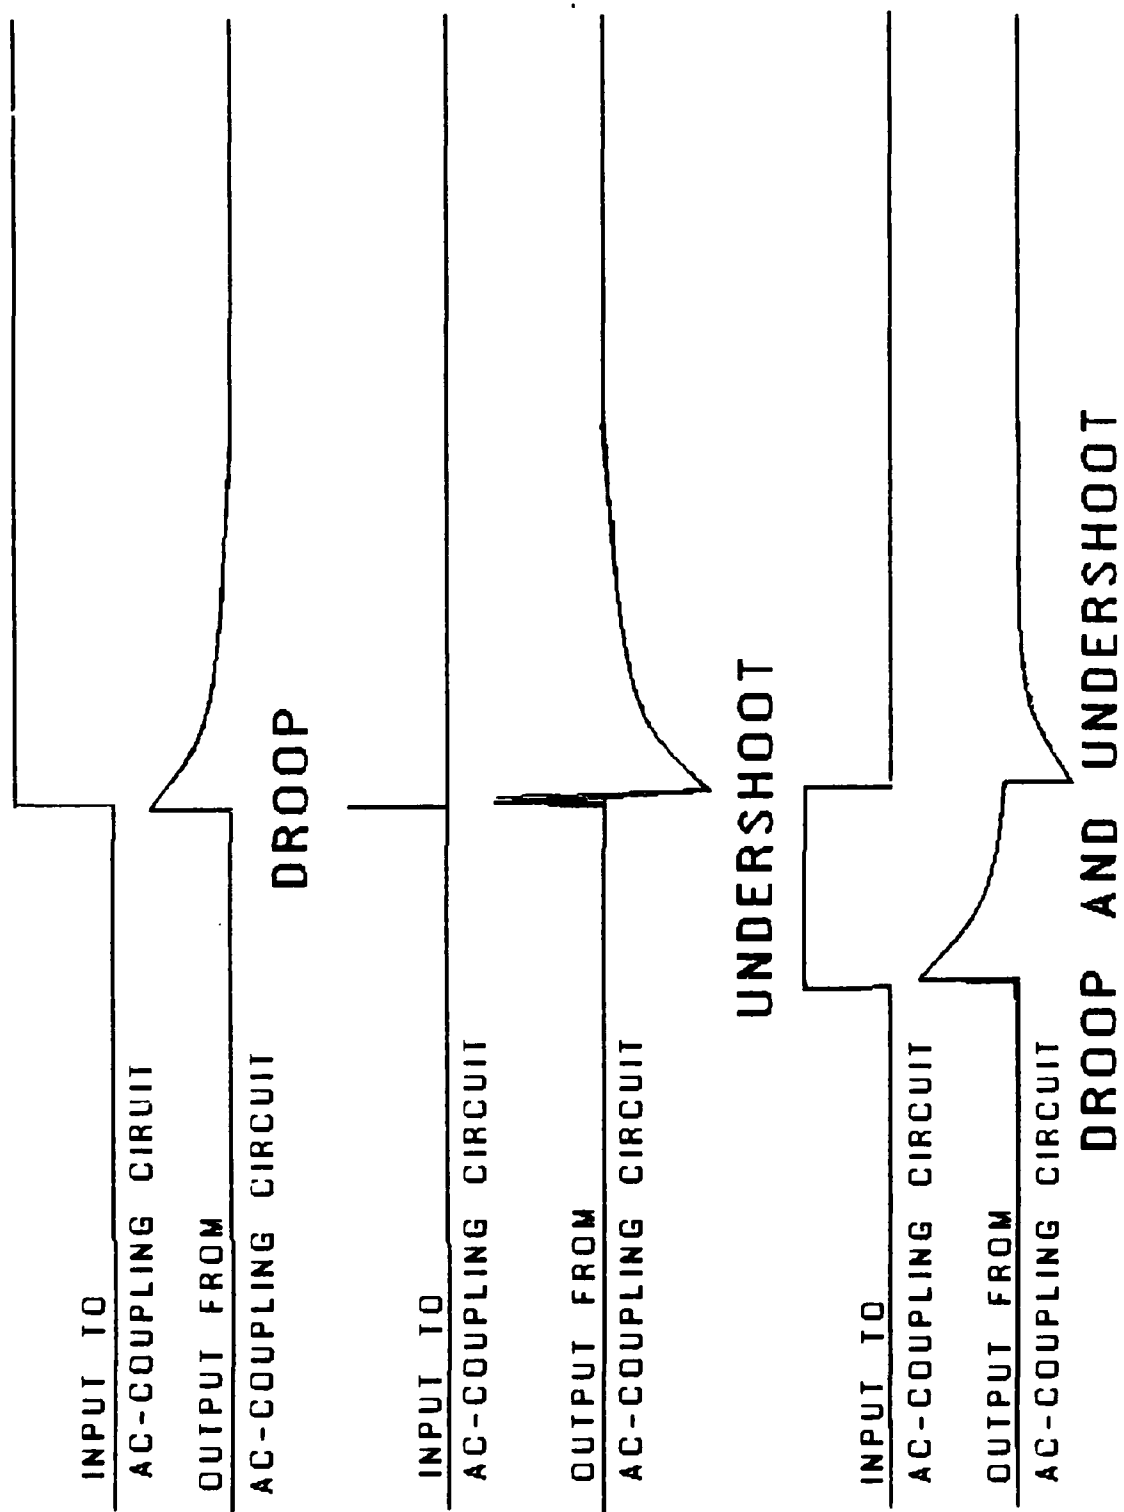 INPUT TO
AC-COUPLING CIRUIT
OUTPUT FROM
AC-COUPLING CIRCUIT
DROOP
INPUT TO
AC-COUPLING CIRCUIT
OUTPUT FROM
AC-COUPLING CIRCUIT
UNDERSHOOT
INPUT TO
AC-COUPLING CIRCUIT
OUTPUT FROM
AC-COUPLING CIRCUIT
DROOP AND UNDERSHOOT